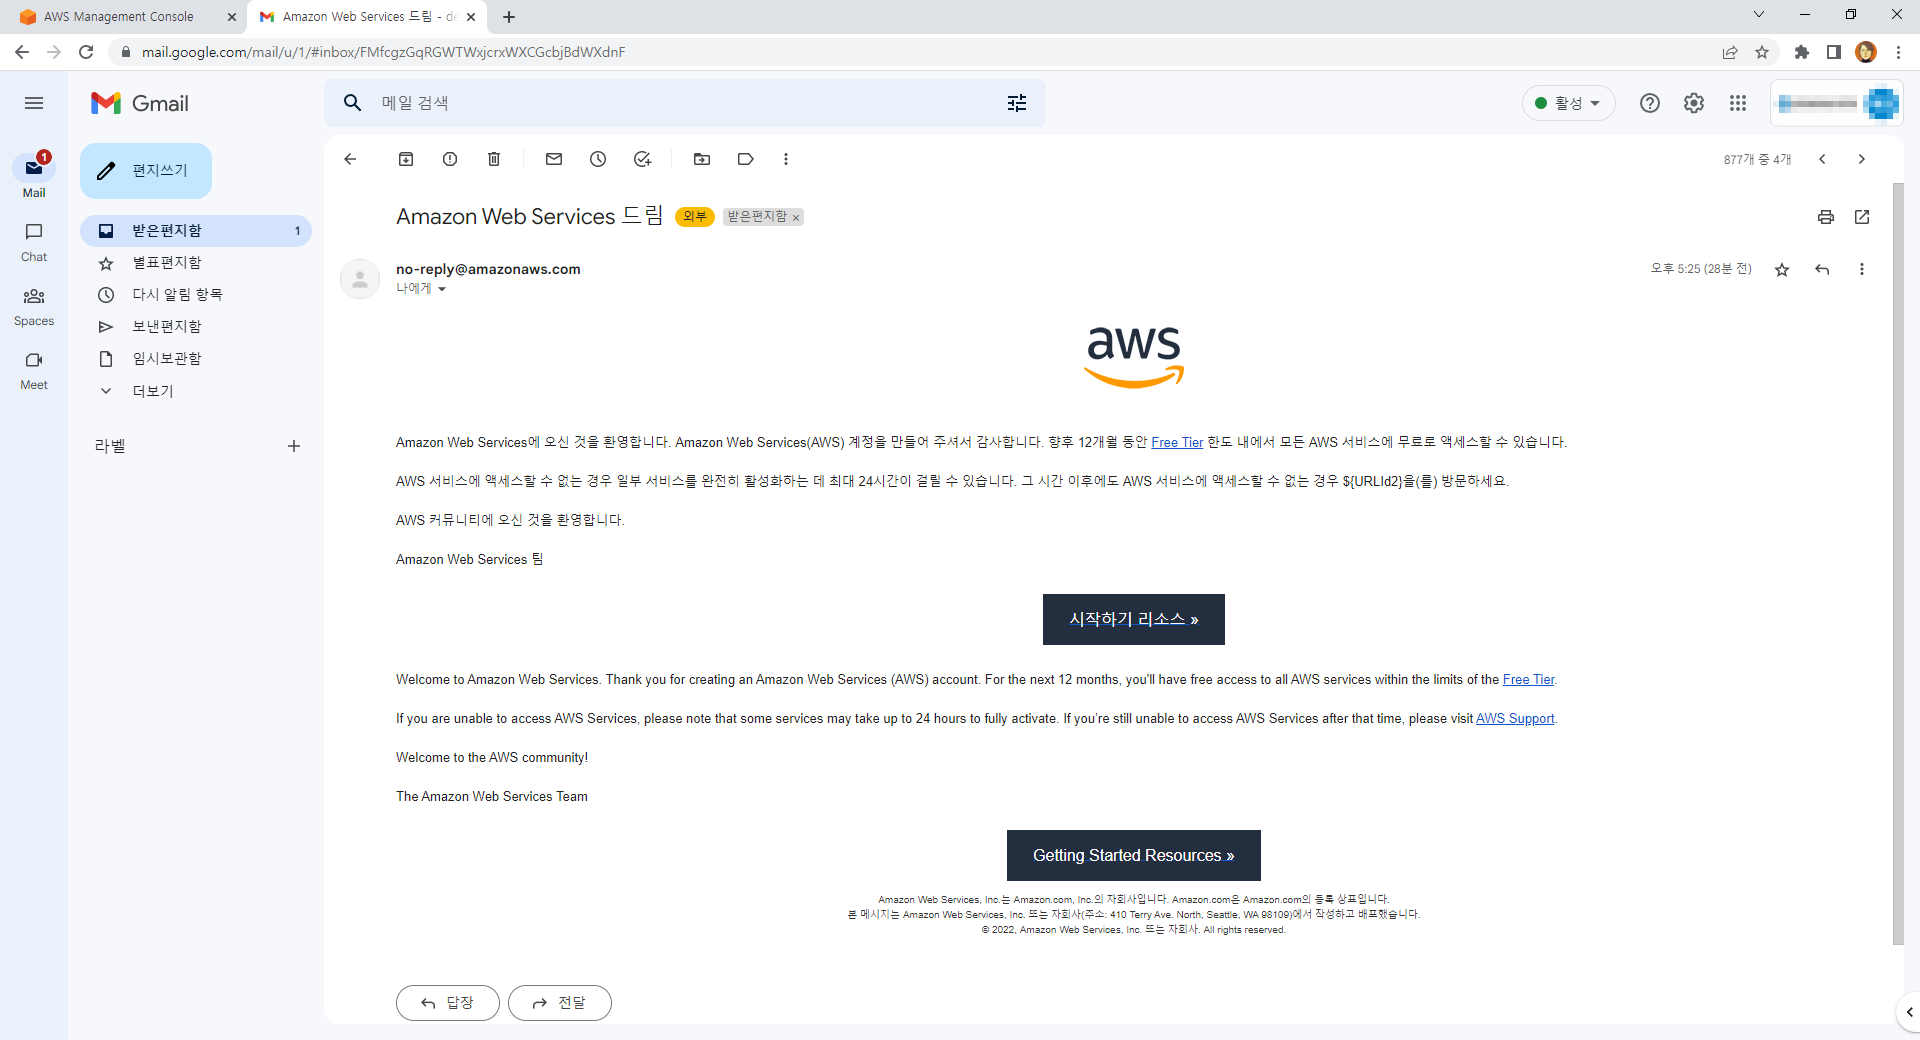 AWS Management Console
Amazon Web Services 드림 - de
mail.google.com/mail/u/1/#inbox/FMfcgzGqRGWTWxjcrxWXCGcbjBdWXdnF
Gmail
메일 검색
활성
1
Mail
Chat
Spaces
Meet
편지쓰기
받은편지함 1
별표편지함
다시 알림 항목
보낸편지함
임시보관함
더보기
라벨
877개 중 4개
Amazon Web Services 드림 외부 받은편지함 ×
no-reply@amazonaws.com
나에게
오후 5:25 (28분 전)
aws
Amazon Web Services에 오신 것을 환영합니다. Amazon Web Services(AWS) 계정을 만들어 주셔서 감사합니다. 향후 12개월 동안 Free Tier 한도 내에서 모든 AWS 서비스에 무료로 액세스할 수 있습니다.
AWS 서비스에 액세스할 수 없는 경우 일부 서비스를 완전히 활성화하는 데 최대 24시간이 걸릴 수 있습니다. 그 시간 이후에도 AWS 서비스에 액세스할 수 없는 경우 ${URLId2}을(를) 방문하세요.
AWS 커뮤니티에 오신 것을 환영합니다.
Amazon Web Services 팀
시작하기 리소스 »
Welcome to Amazon Web Services. Thank you for creating an Amazon Web Services (AWS) account. For the next 12 months, you'll have free access to all AWS services within the limits of the Free Tier.
If you are unable to access AWS Services, please note that some services may take up to 24 hours to fully activate. If you're still unable to access AWS Services after that time, please visit AWS Support.
Welcome to the AWS community!
The Amazon Web Services Team
Getting Started Resources »
Amazon Web Services, Inc.는 Amazon.com, Inc.의 자회사입니다. Amazon.com은 Amazon.com의 등록 상표입니다.
본 메시지는 Amazon Web Services, Inc. 또는 자회사(주소: 410 Terry Ave. North, Seattle, WA 98109)에서 작성하고 배포했습니다.
© 2022, Amazon Web Services, Inc. 또는 자회사. All rights reserved.
답장
전달